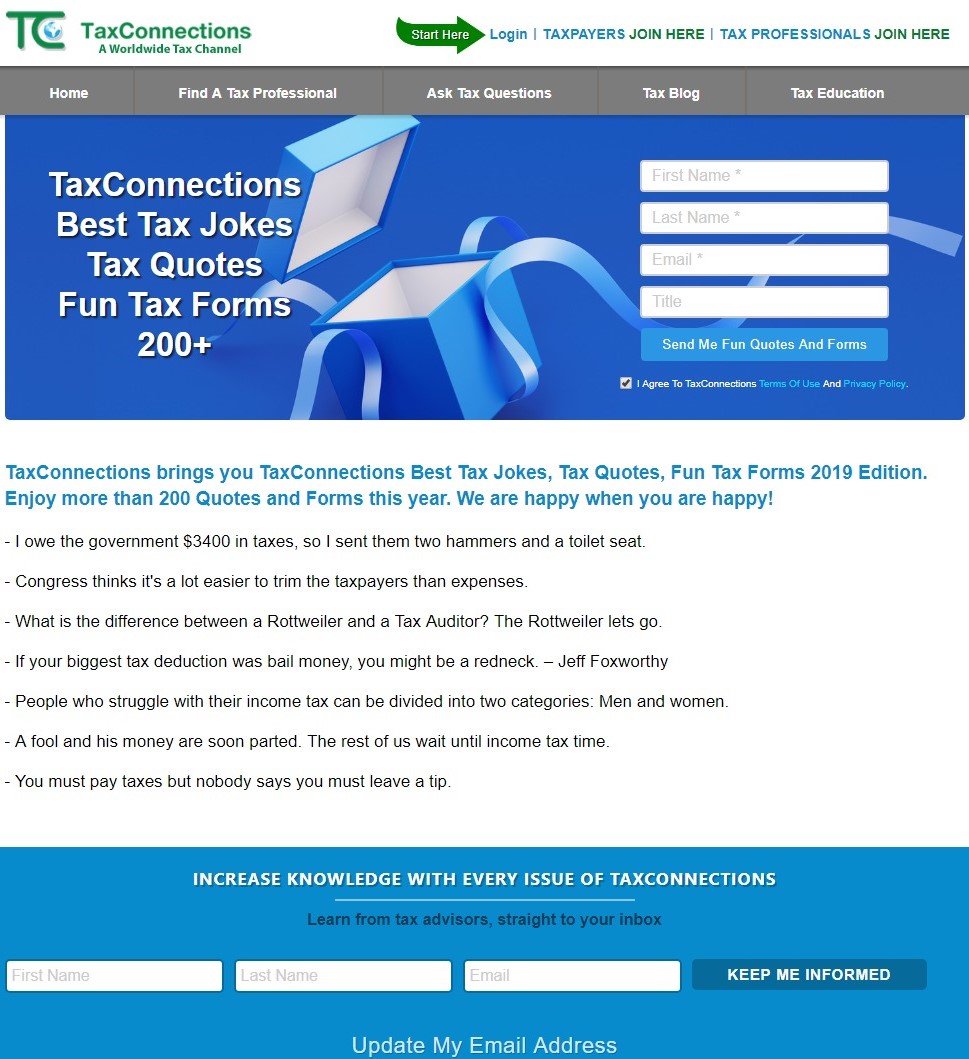 TaxConnections
A Worldwide Tax Channel
Start Here
Login | TAXPAYERS JOIN HERE | TAX PROFESSIONALS JOIN HERE
Home
Find A Tax Professional
Ask Tax Questions
Tax Blog
Tax Education
TaxConnections
Best Tax Jokes
Tax Quotes
Fun Tax Forms
200+
First Name *
Last Name *
Email *
Title
Send Me Fun Quotes And Forms
I Agree To TaxConnections Terms Of Use And Privacy Policy.
TaxConnections brings you TaxConnections Best Tax Jokes, Tax Quotes, Fun Tax Forms 2019 Edition.
Enjoy more than 200 Quotes and Forms this year. We are happy when you are happy!
- I owe the government $3400 in taxes, so I sent them two hammers and a toilet seat.
- Congress thinks it's a lot easier to trim the taxpayers than expenses.
- What is the difference between a Rottweiler and a Tax Auditor? The Rottweiler lets go.
- If your biggest tax deduction was bail money, you might be a redneck. – Jeff Foxworthy
- People who struggle with their income tax can be divided into two categories: Men and women.
- A fool and his money are soon parted. The rest of us wait until income tax time.
- You must pay taxes but nobody says you must leave a tip.
INCREASE KNOWLEDGE WITH EVERY ISSUE OF TAXCONNECTIONS
Learn from tax advisors, straight to your inbox
First Name
Last Name
Email
KEEP ME INFORMED
Update My Email Address